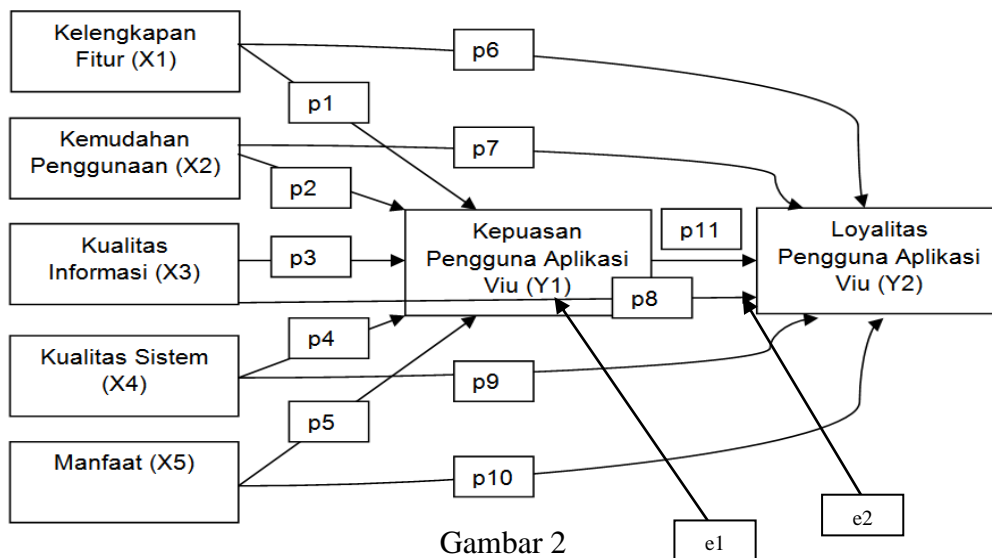 Kelengkapan
Fitur (X1)
p6
p1
Kemudahan
Penggunaan (X2)
p7
p2
Kualitas
Informasi (X3)
p3
Kepuasan
Pengguna Aplikasi
Viu (Y1)
p11
Loyalitas
Pengguna Aplikasi
Viu (Y2)
p8
Kualitas Sistem
(X4)
p4
p9
p5
Manfaat (X5)
p10
e2
e1
Gambar 2